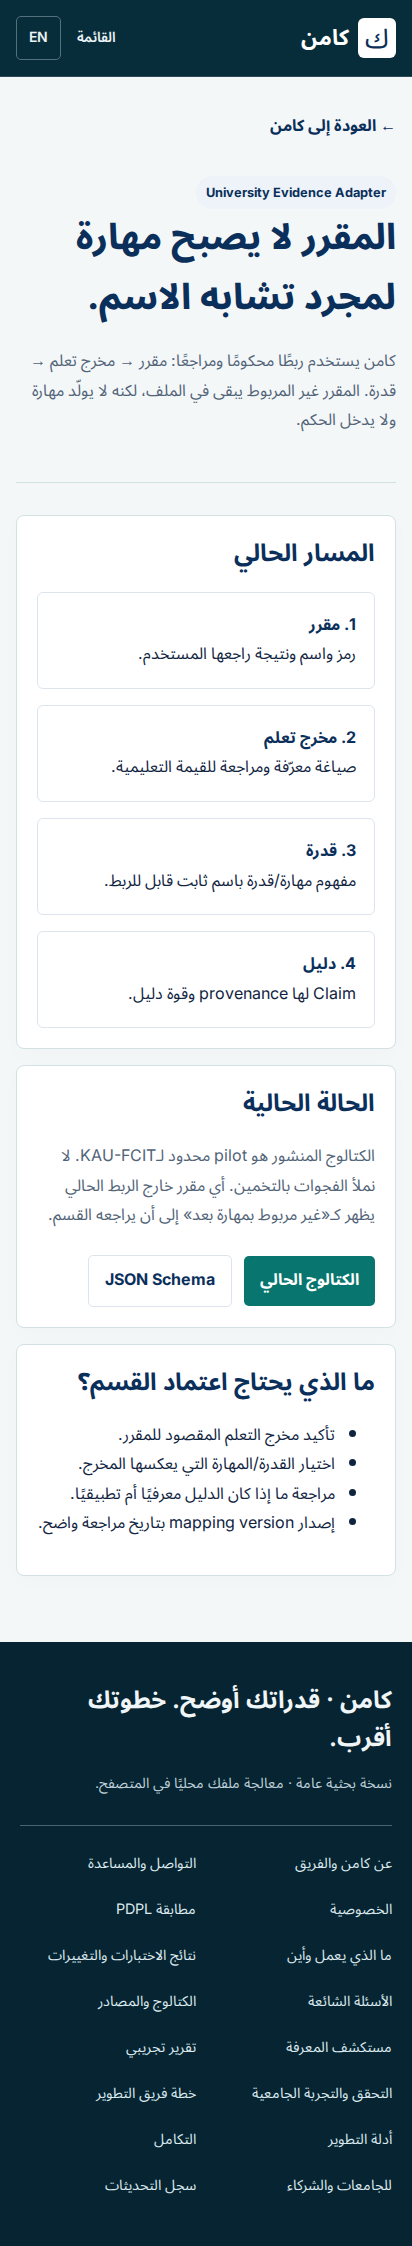 ك كامن
القائمة
EN
← العودة إلى كامن
University Evidence Adapter
المقرر لا يصبح مهارة
لمجرد تشابه الاسم.
كامن يستخدم ربطًا محكومًا ومراجعًا: مقرر → مخرج تعلم →
قدرة. المقرر غير المربوط يبقى في الملف، لكنه لا يولّد مهارة
ولا يدخل الحكم.
المسار الحالي
1. مقرر
رمز واسم ونتيجة راجعها المستخدم.
2. مخرج تعلم
صياغة معرّفة ومراجعة للقيمة التعليمية.
3. قدرة
مفهوم مهارة/قدرة باسم ثابت قابل للربط.
4. دليل
Claim لها provenance وقوة دليل.
الحالة الحالية
الكتالوج المنشور هو pilot محدود لـKAU-FCIT. لا
نملأ الفجوات بالتخمين. أي مقرر خارج الربط الحالي
يظهر كـ«غير مربوط بمهارة بعد» إلى أن يراجعه القسم.
الكتالوج الحالي
JSON Schema
ما الذي يحتاج اعتماد القسم؟
• تأكيد مخرج التعلم المقصود للمقرر.
• اختيار القدرة/المهارة التي يعكسها المخرج.
• مراجعة ما إذا كان الدليل معرفيًا أم تطبيقيًا.
• إصدار mapping version بتاريخ مراجعة واضح.
كامن · قدراتك أوضح. خطوتك
أقرب.
نسخة بحثية عامة · معالجة ملفك محليًا في المتصفح.
عن كامن والفريق
التواصل والمساعدة
الخصوصية
مطابقة PDPL
ما الذي يعمل وأين
نتائج الاختبارات والتغييرات
الأسئلة الشائعة
الكتالوج والمصادر
مستكشف المعرفة
تقرير تجريبي
التحقق والتجربة الجامعية
خطة فريق التطوير
أدلة التطوير
التكامل
للجامعات والشركاء
سجل التحديثات